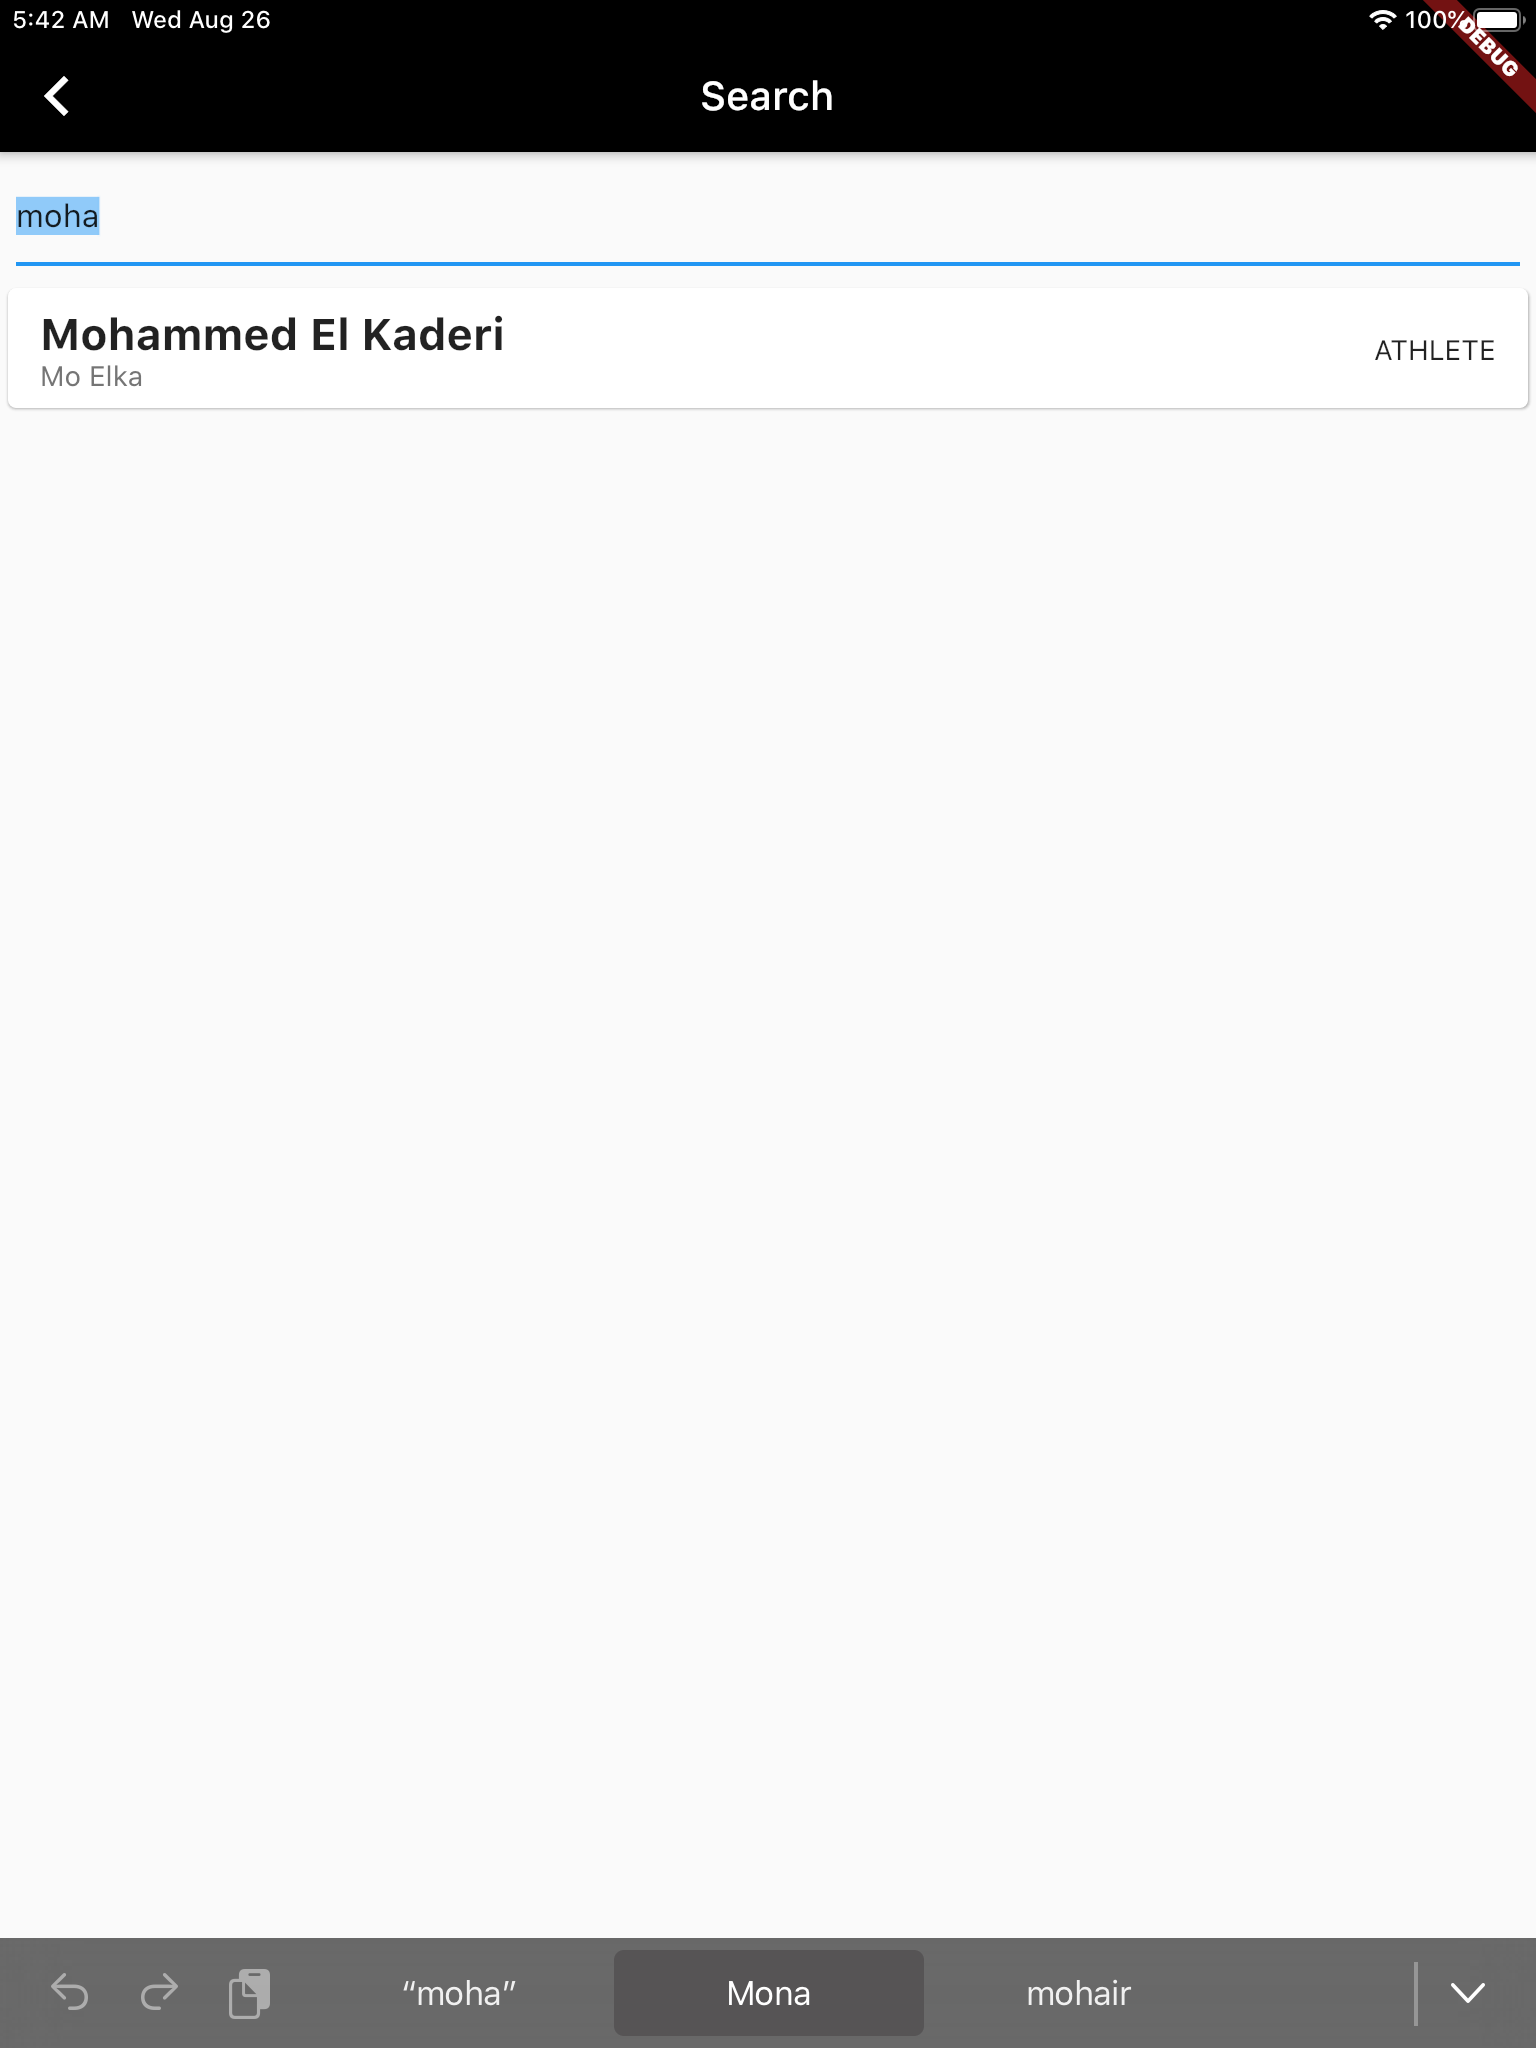 5:42 AM Wed Aug 26 100%
DEBUG
Search
moha
Mohammed El Kaderi
Mo Elka
ATHLETE
“moha” Mona mohair